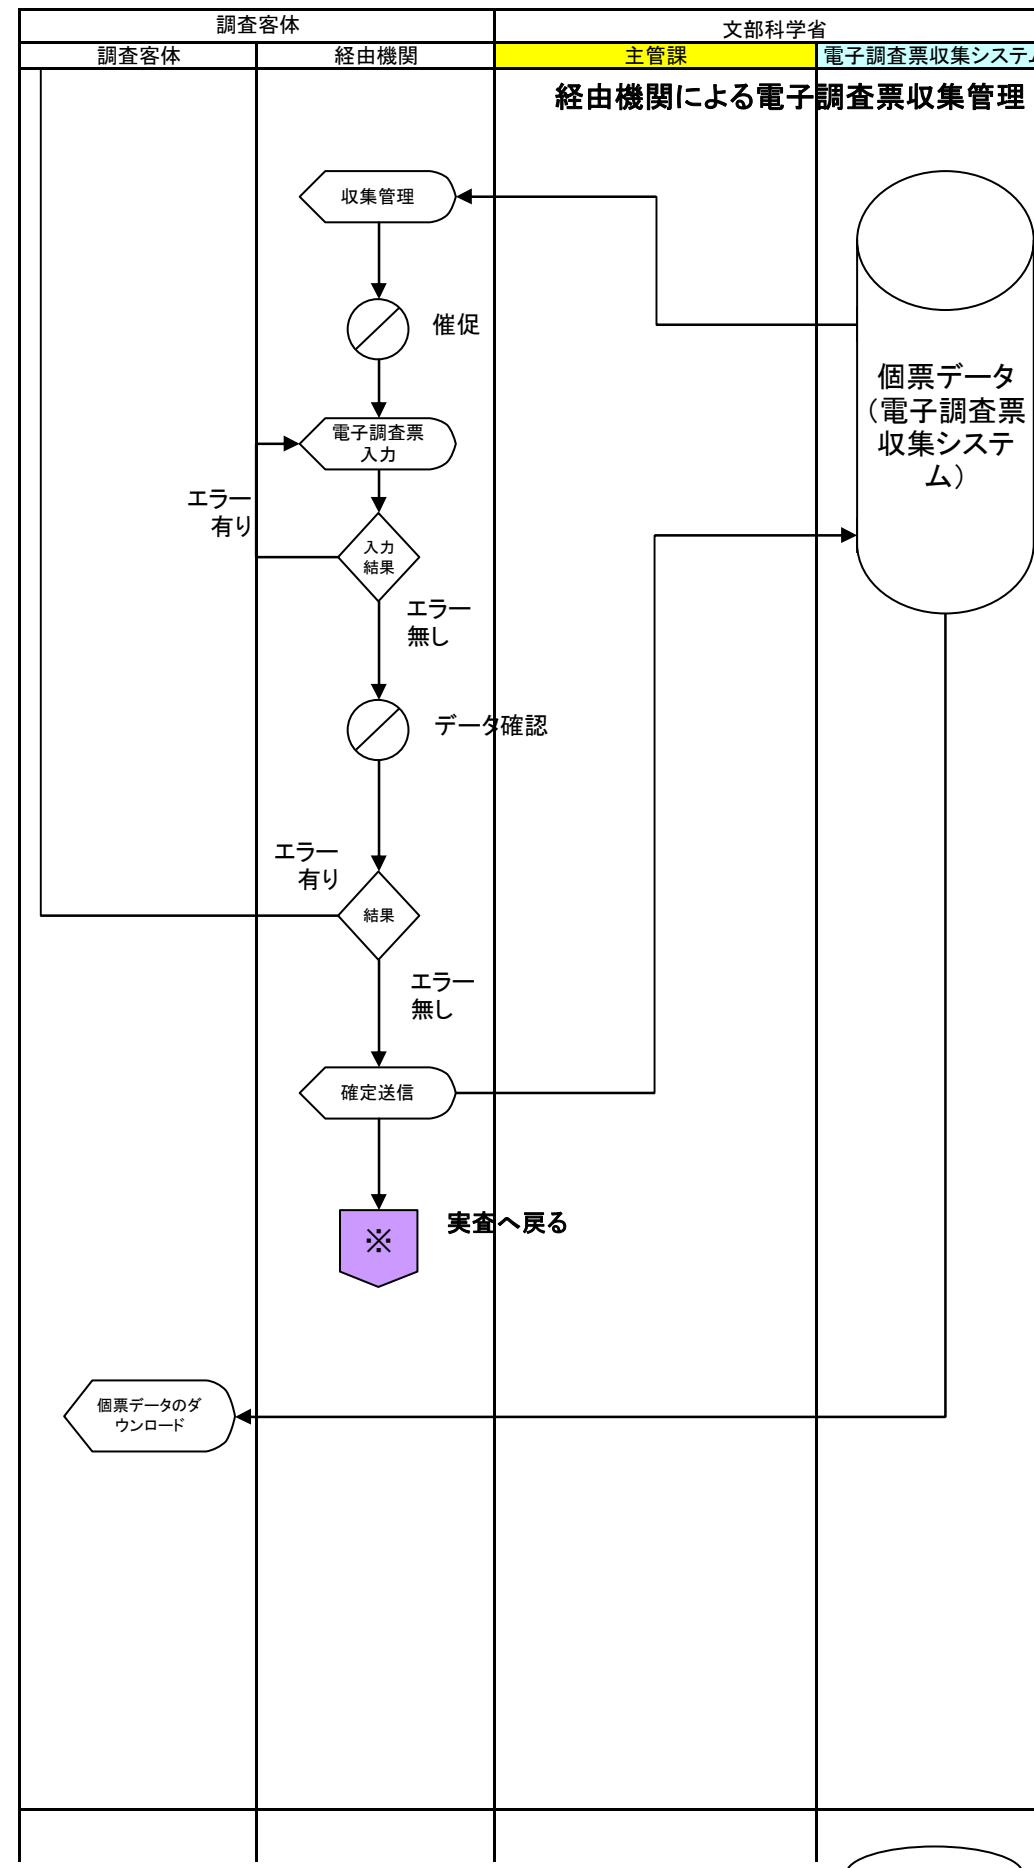 調査客体
文部科学省
調査客体
経由機関
主管課
電子調査票収集システム
経由機関による電子調査票収集管理
収集管理
催促
個票データ
（電子調査票
収集システ
ム）
電子調査票
入力
エラー
有り
入力
結果
エラー
無し
データ確認
エラー
有り
結果
エラー
無し
確定送信
実査へ戻る
※
個票データのダ
ウンロード